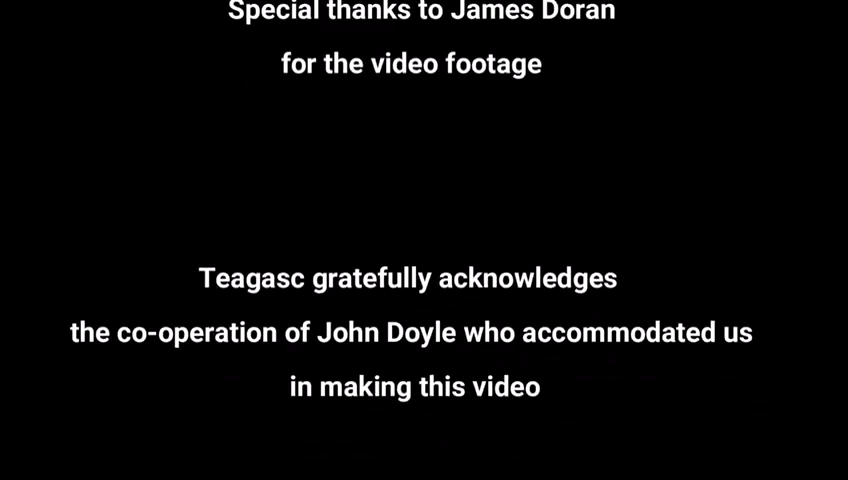 Special thanks to James Doran
for the video footage
Teagasc gratefully acknowledges
the co-operation of John Doyle who accommodated us
in making this video